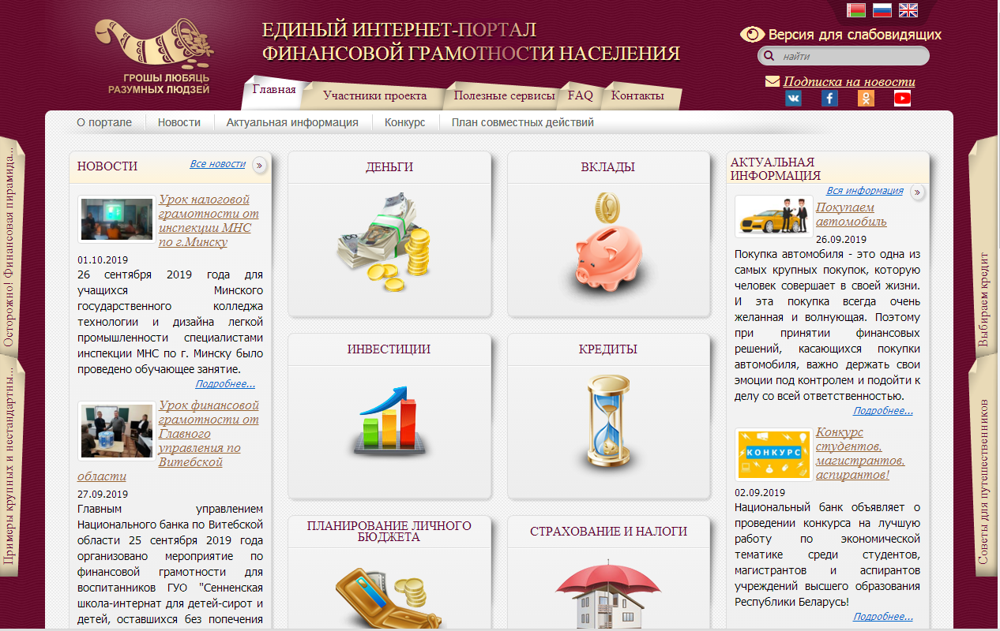 ГРОШЫ ЛЮБЯЦЬ
РАЗУМНЫХ ЛЮДЗЕЙ
ЕДИНЫЙ ИНТЕРНЕТ-ПОРТАЛ
ФИНАНСОВОЙ ГРАМОТНОСТИ НАСЕЛЕНИЯ
Версия для слабовидящих
найти
Подписка на новости
Главная
Участники проекта
Полезные сервисы
FAQ
Контакты
О портале
Новости
Актуальная информация
Конкурс
План совместных действий
Осторожно! Финансовая пирамида...
Примеры крупных и нестандартны...
НОВОСТИ
Все новости
Урок налоговой
грамотности от
инспекции МНС
по г.Минску
01.10.2019
26 сентября 2019 года для
учащихся Минского
государственного колледжа
технологии и дизайна легкой
промышленности специалистами
инспекции МНС по г. Минску было
проведено обучающее занятие.
Подробнее...
Урок финансовой
грамотности от
Главного
управления по
Витебской
области
27.09.2019
Главным управлением
Национального банка по Витебской
области 25 сентября 2019 года
организовано мероприятие по
финансовой грамотности для
воспитанников ГУО "Сенненская
школа-интернат для детей-сирот и
детей, оставшихся без попечения
ДЕНЬГИ
ВКЛАДЫ
ИНВЕСТИЦИИ
КРЕДИТЫ
ПЛАНИРОВАНИЕ ЛИЧНОГО
БЮДЖЕТА
СТРАХОВАНИЕ И НАЛОГИ
АКТУАЛЬНАЯ
ИНФОРМАЦИЯ
Вся информация
Покупаем
автомобиль
26.09.2019
Покупка автомобиля - это одна из
самых крупных покупок, которую
человек совершает в своей жизни.
И эта покупка всегда очень
желанная и волнующая. Поэтому
при принятии финансовых
решений, касающихся покупки
автомобиля, важно держать свои
эмоции под контролем и подойти к
делу со всей ответственностью.
Подробнее...
КОНКУРС
Конкурс
студентов,
магистрантов,
аспирантов!
02.09.2019
Национальный банк объявляет о
проведении конкурса на лучшую
работу по экономической
тематике среди студентов,
магистрантов и аспирантов
учреждений высшего образования
Республики Беларусь!
Подробнее...
Выбираем кредит
Советы для путешественников